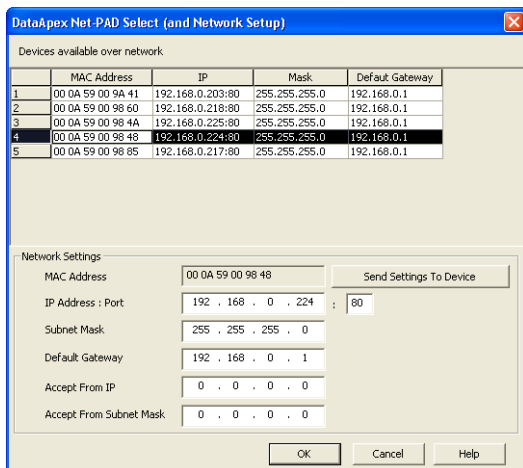 DataApex Net-PAD Select (and Network Setup)
Devices available over network
MAC Address IP Mask Defaut Gateway
1 00 0A 59 00 9A 41 192.168.0.203:80 255.255.255.0 192.168.0.1
2 00 0A 59 00 98 60 192.168.0.218:80 255.255.255.0 192.168.0.1
3 00 0A 59 00 98 4A 192.168.0.225:80 255.255.255.0 192.168.0.1
4 00 0A 59 00 98 48 192.168.0.224:80 255.255.255.0 192.168.0.1
5 00 0A 59 00 98 85 192.168.0.217:80 255.255.255.0 192.168.0.1
Network Settings
MAC Address 00 0A 59 00 98 48 Send Settings To Device
IP Address : Port 192 . 168 . 0 . 224 : 80
Subnet Mask 255 . 255 . 255 . 0
Default Gateway 192 . 168 . 0 . 1
Accept From IP 0 . 0 . 0 . 0
Accept From Subnet Mask 0 . 0 . 0 . 0
OK Cancel Help